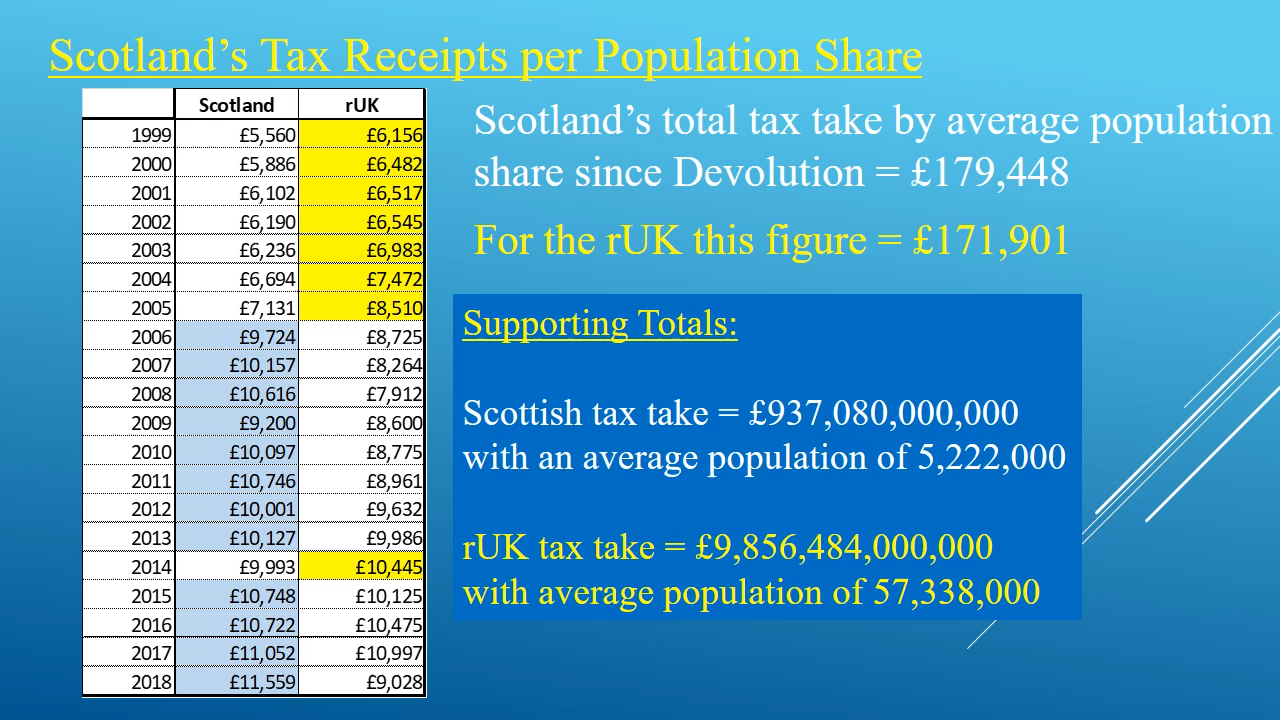 Scotland’s Tax Receipts per Population Share
Scotland rUK
1999 £5,560 £6,156
2000 £5,886 £6,482
2001 £6,102 £6,517
2002 £6,190 £6,545
2003 £6,236 £6,983
2004 £6,694 £7,472
2005 £7,131 £8,510
2006 £9,724 £8,725
2007 £10,157 £8,264
2008 £10,616 £7,912
2009 £9,200 £8,600
2010 £10,097 £8,775
2011 £10,746 £8,961
2012 £10,001 £9,632
2013 £10,127 £9,986
2014 £9,993 £10,445
2015 £10,748 £10,125
2016 £10,722 £10,475
2017 £11,052 £10,997
2018 £11,559 £9,028
Scotland’s total tax take by average population
share since Devolution = £179,448
For the rUK this figure = £171,901
Supporting Totals:
Scottish tax take = £937,080,000,000
with an average population of 5,222,000
rUK tax take = £9,856,484,000,000
with average population of 57,338,000